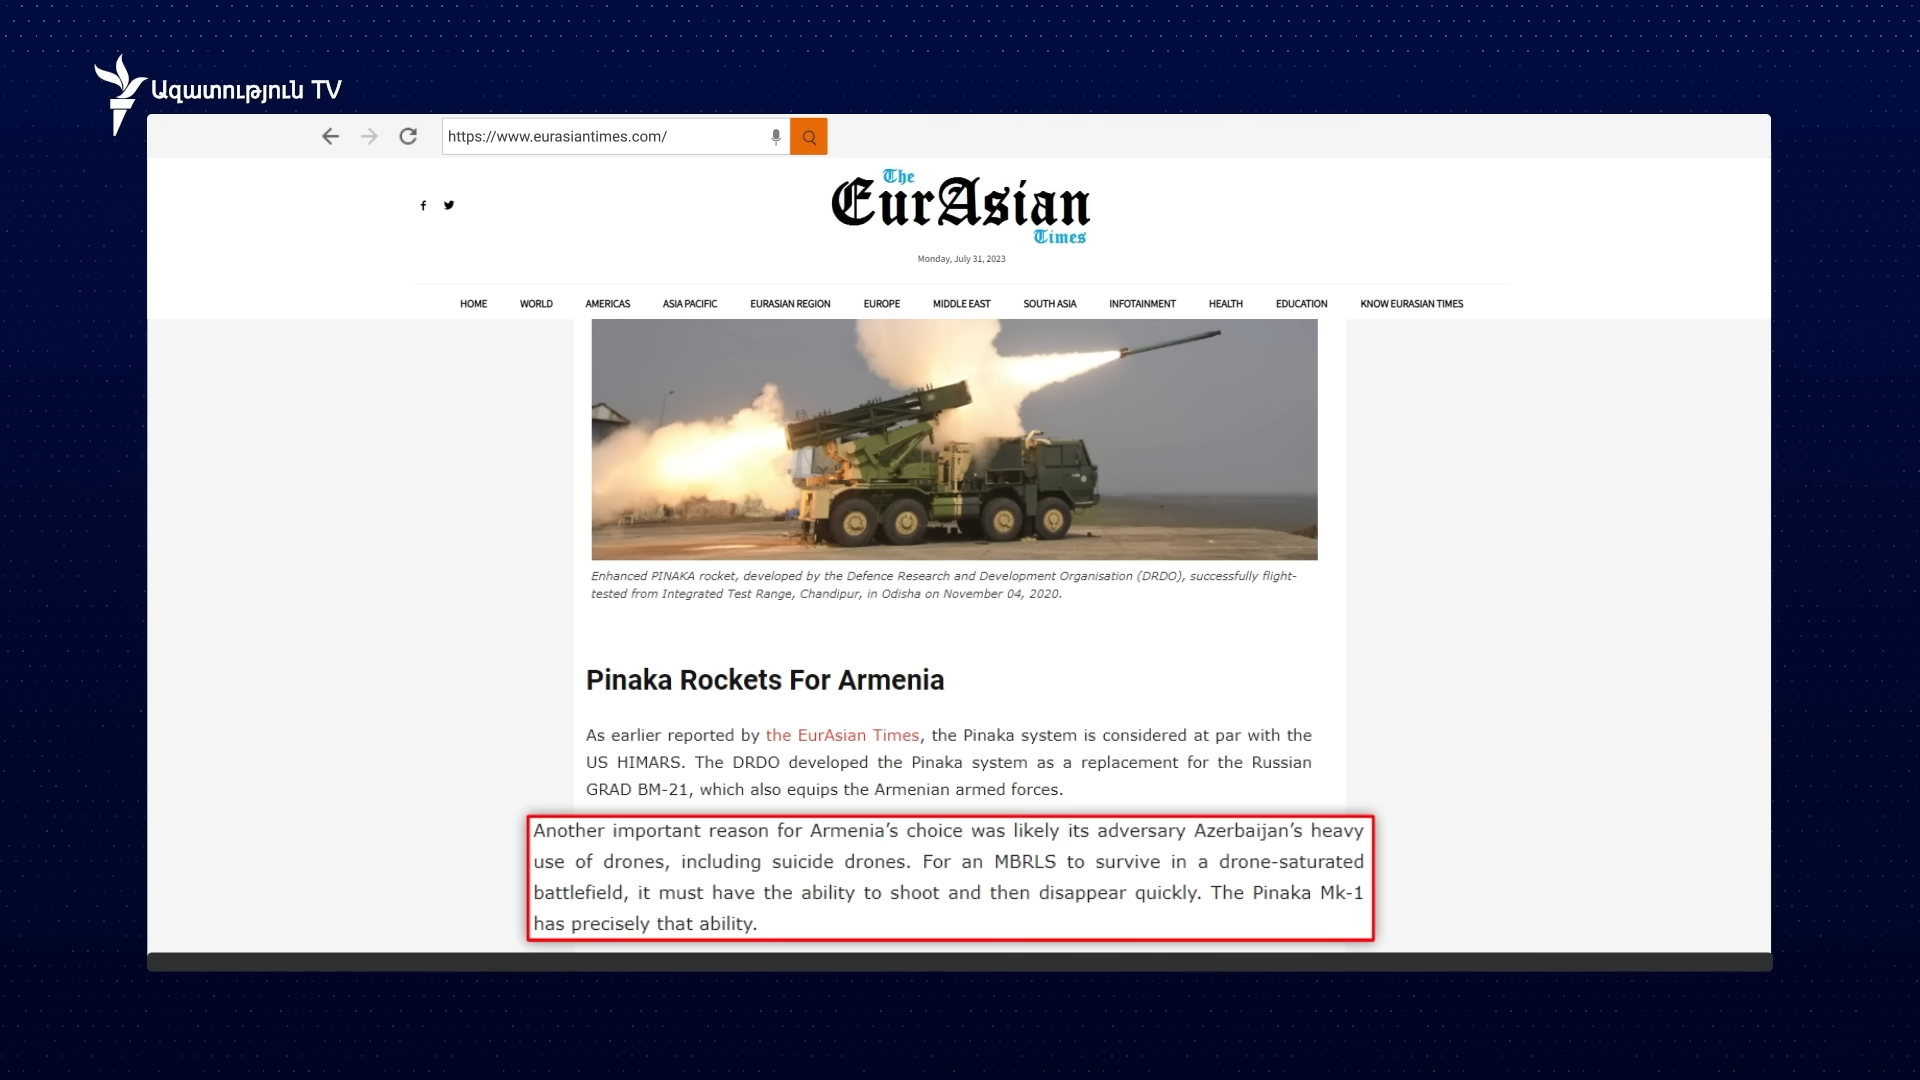 Ազատություն TV
https://www.eurasiantimes.com/
The
EurAsian
Times
Monday, July 31, 2023
HOME WORLD AMERICAS ASIA PACIFIC EURASIAN REGION EUROPE MIDDLE EAST SOUTH ASIA INFOTAINMENT HEALTH EDUCATION KNOW EURASIAN TIMES
Enhanced PINAKA rocket, developed by the Defence Research and Development Organisation (DRDO), successfully flight-
tested from Integrated Test Range, Chandipur, in Odisha on November 04, 2020.
Pinaka Rockets For Armenia
As earlier reported by the EurAsian Times, the Pinaka system is considered at par with the
US HIMARS. The DRDO developed the Pinaka system as a replacement for the Russian
GRAD BM-21, which also equips the Armenian armed forces.
Another important reason for Armenia’s choice was likely its adversary Azerbaijan’s heavy
use of drones, including suicide drones. For an MBRLS to survive in a drone-saturated
battlefield, it must have the ability to shoot and then disappear quickly. The Pinaka Mk-1
has precisely that ability.